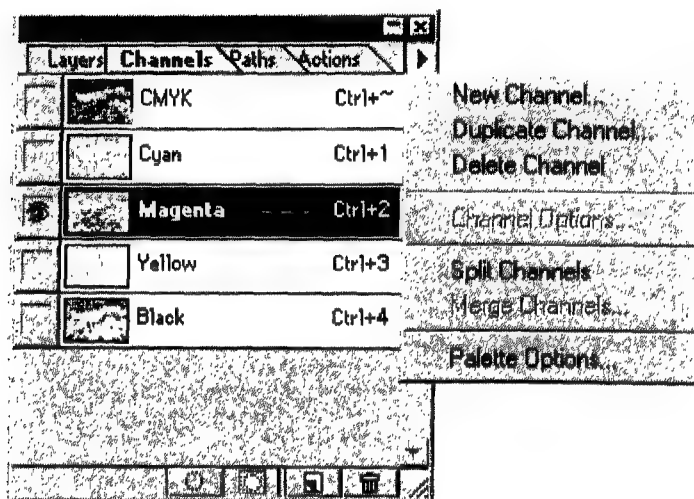 Layers Channels Paths Actions
CMYK Ctrl+~
Cyan Ctrl+1
Magenta Ctrl+2
Yellow Ctrl+3
Black Ctrl+4
New Channel...
Duplicate Channel...
Delete Channel
Channel Options...
Split Channels
Merge Channels...
Palette Options...